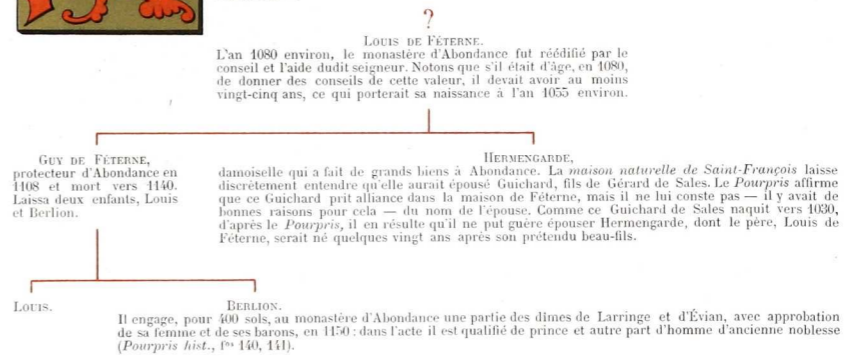 ?
LOUIS DE FÉTERNE.
L'an 1080 environ, le monastère d'Abondance fut réédifié par le
conseil et l'aide dudit seigneur. Notons que s'il était d'âge, en 1080,
de donner des conseils de cette valeur, il devait avoir au moins
vingt-cinq ans, ce qui porterait sa naissance à l'an 1055 environ.
GUY DE FÉTERNE,
protecteur d'Abondance en
1108 et mort vers 1140.
Laissa deux enfants, Louis
et Berlion.
HERMENGARDE,
damoiselle qui a fait de grands biens à Abondance. La maison naturelle de Saint-François laisse
discrètement entendre qu'elle aurait épousé Guichard, fils de Gérard de Sales. Le Pourpris affirme
que ce Guichard prit alliance dans la maison de Féterne, mais il ne lui conste pas — il y avait de
bonnes raisons pour cela — du nom de l'épouse. Comme ce Guichard de Sales naquit vers 1030,
d'après le Pourpris, il en résulte qu'il ne put guère épouser Hermengarde, dont le père, Louis de
Féterne, serait né quelques vingt ans après son prétendu beau-fils.
LOUIS.
BERLION.
Il engage, pour 400 sols, au monastère d'Abondance une partie des dîmes de Larringe et d'Évian, avec approbation
de sa femme et de ses barons, en 1150 : dans l'acte il est qualifié de prince et autre part d'homme d'ancienne noblesse
(Pourpris hist., fos 140, 141).